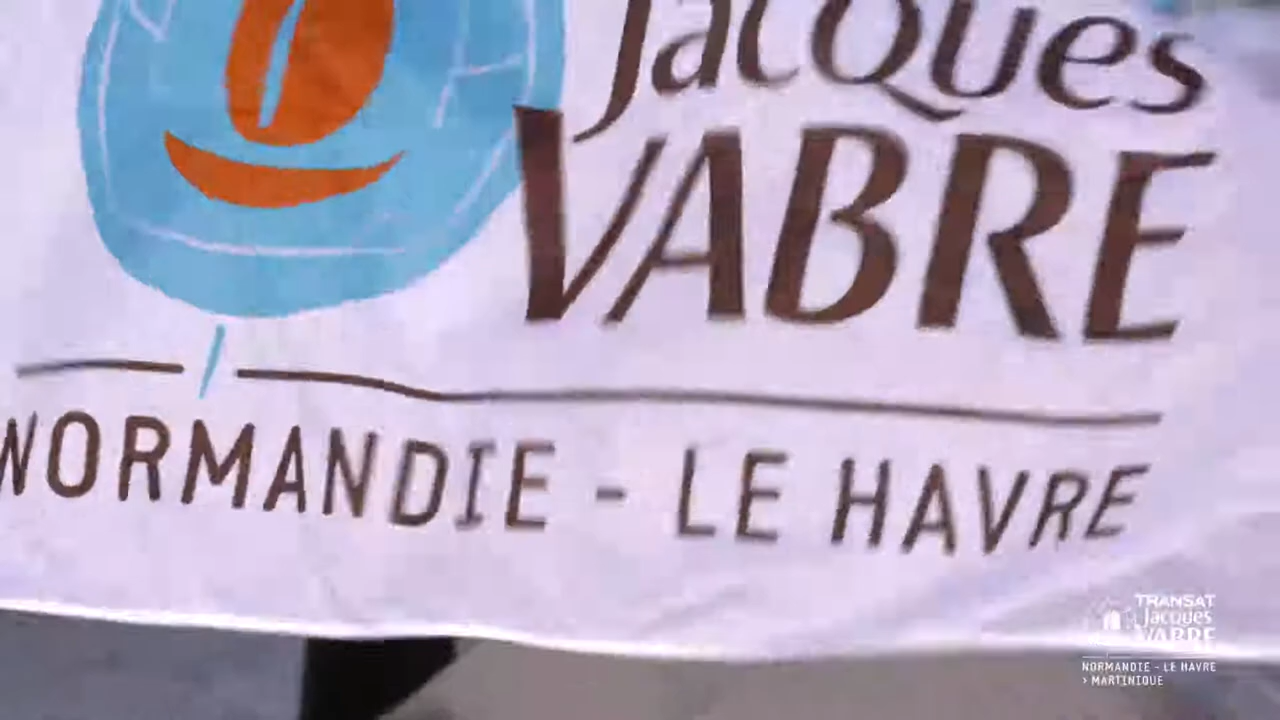 Jacques
VABRE
NORMANDIE - LE HAVRE
TRANSAT
Jacques
VABRE
NORMANDIE - LE HAVRE
> MARTINIQUE